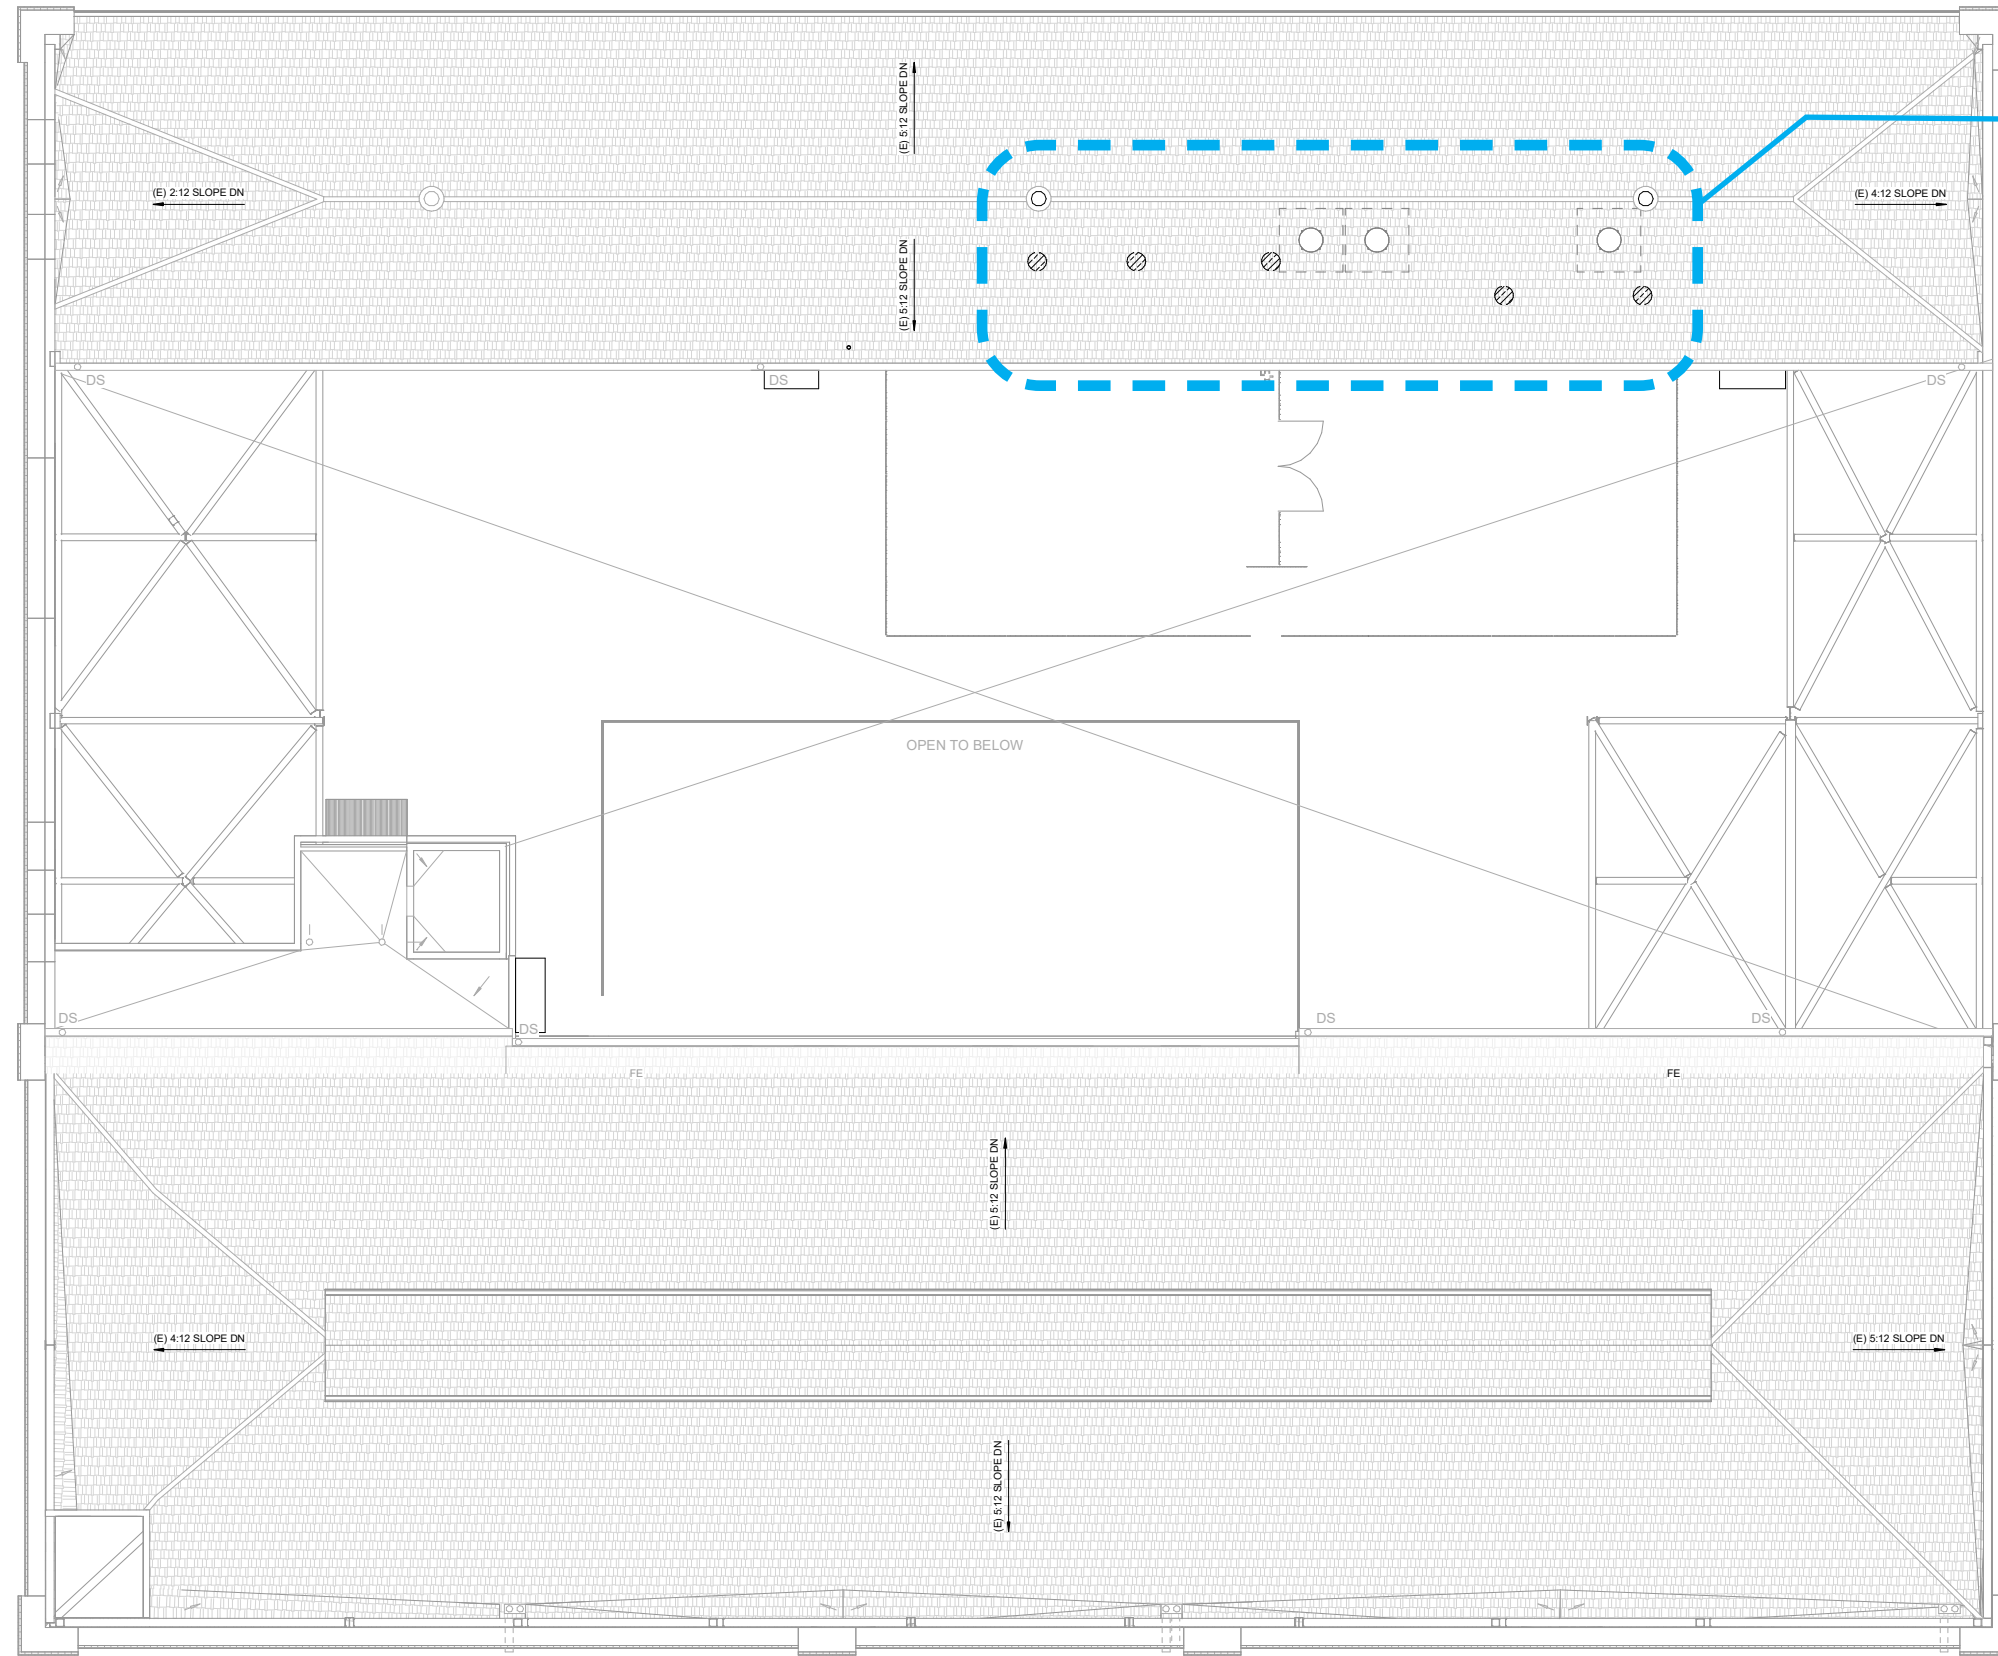 (E) 5:12 SLOPE DN
(E) 2:12 SLOPE DN
(E) 4:12 SLOPE DN
(E) 5:12 SLOPE DN
DS
DS
DS
OPEN TO BELOW
DS
DS
DS
DS
FE
FE
(E) 5:12 SLOPE DN
(E) 4:12 SLOPE DN
(E) 5:12 SLOPE DN
(E) 5:12 SLOPE DN